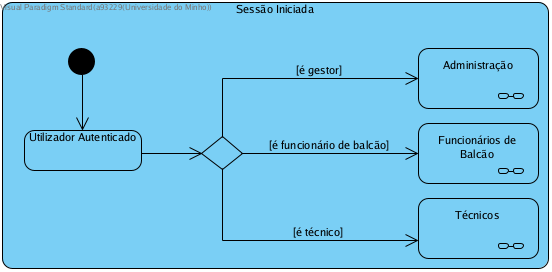 Visual Paradigm Standard(a93229(Universidade do Minho))
Sessão Iniciada
Utilizador Autenticado
[é gestor]
Administração
[é funcionário de balcão]
Funcionários de
Balcão
[é técnico]
Técnicos